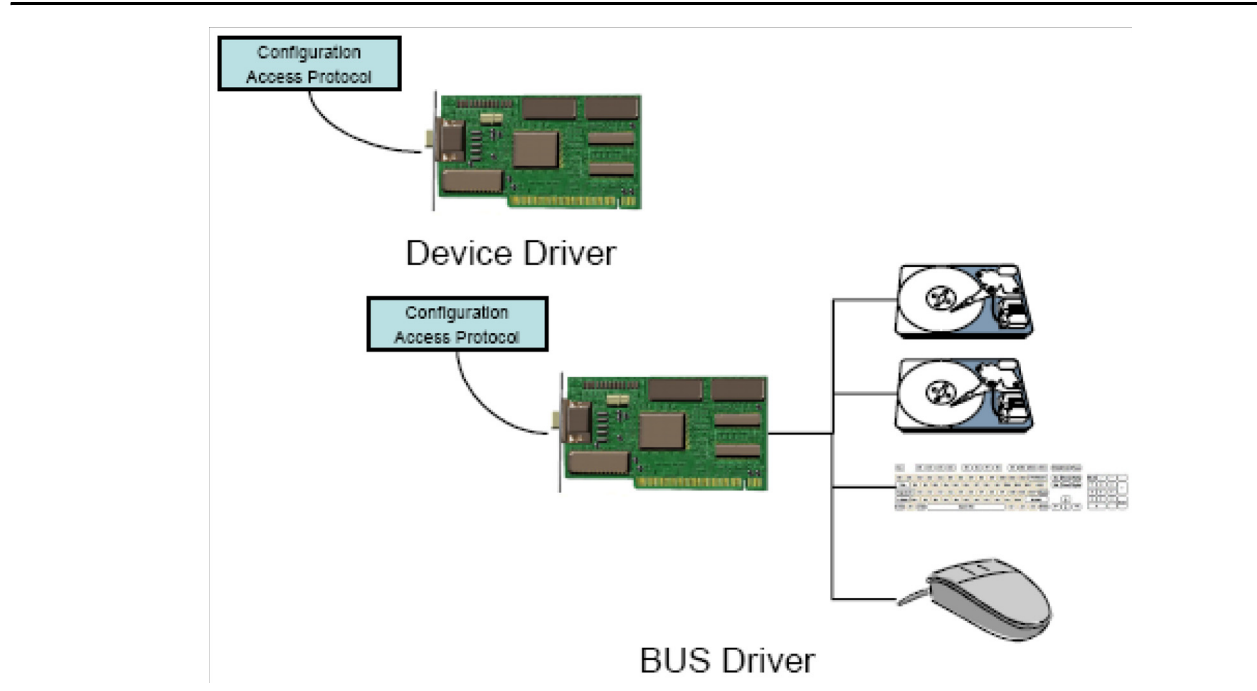 Configuration
Access Protocol
Device Driver
Configuration
Access Protocol
BUS Driver